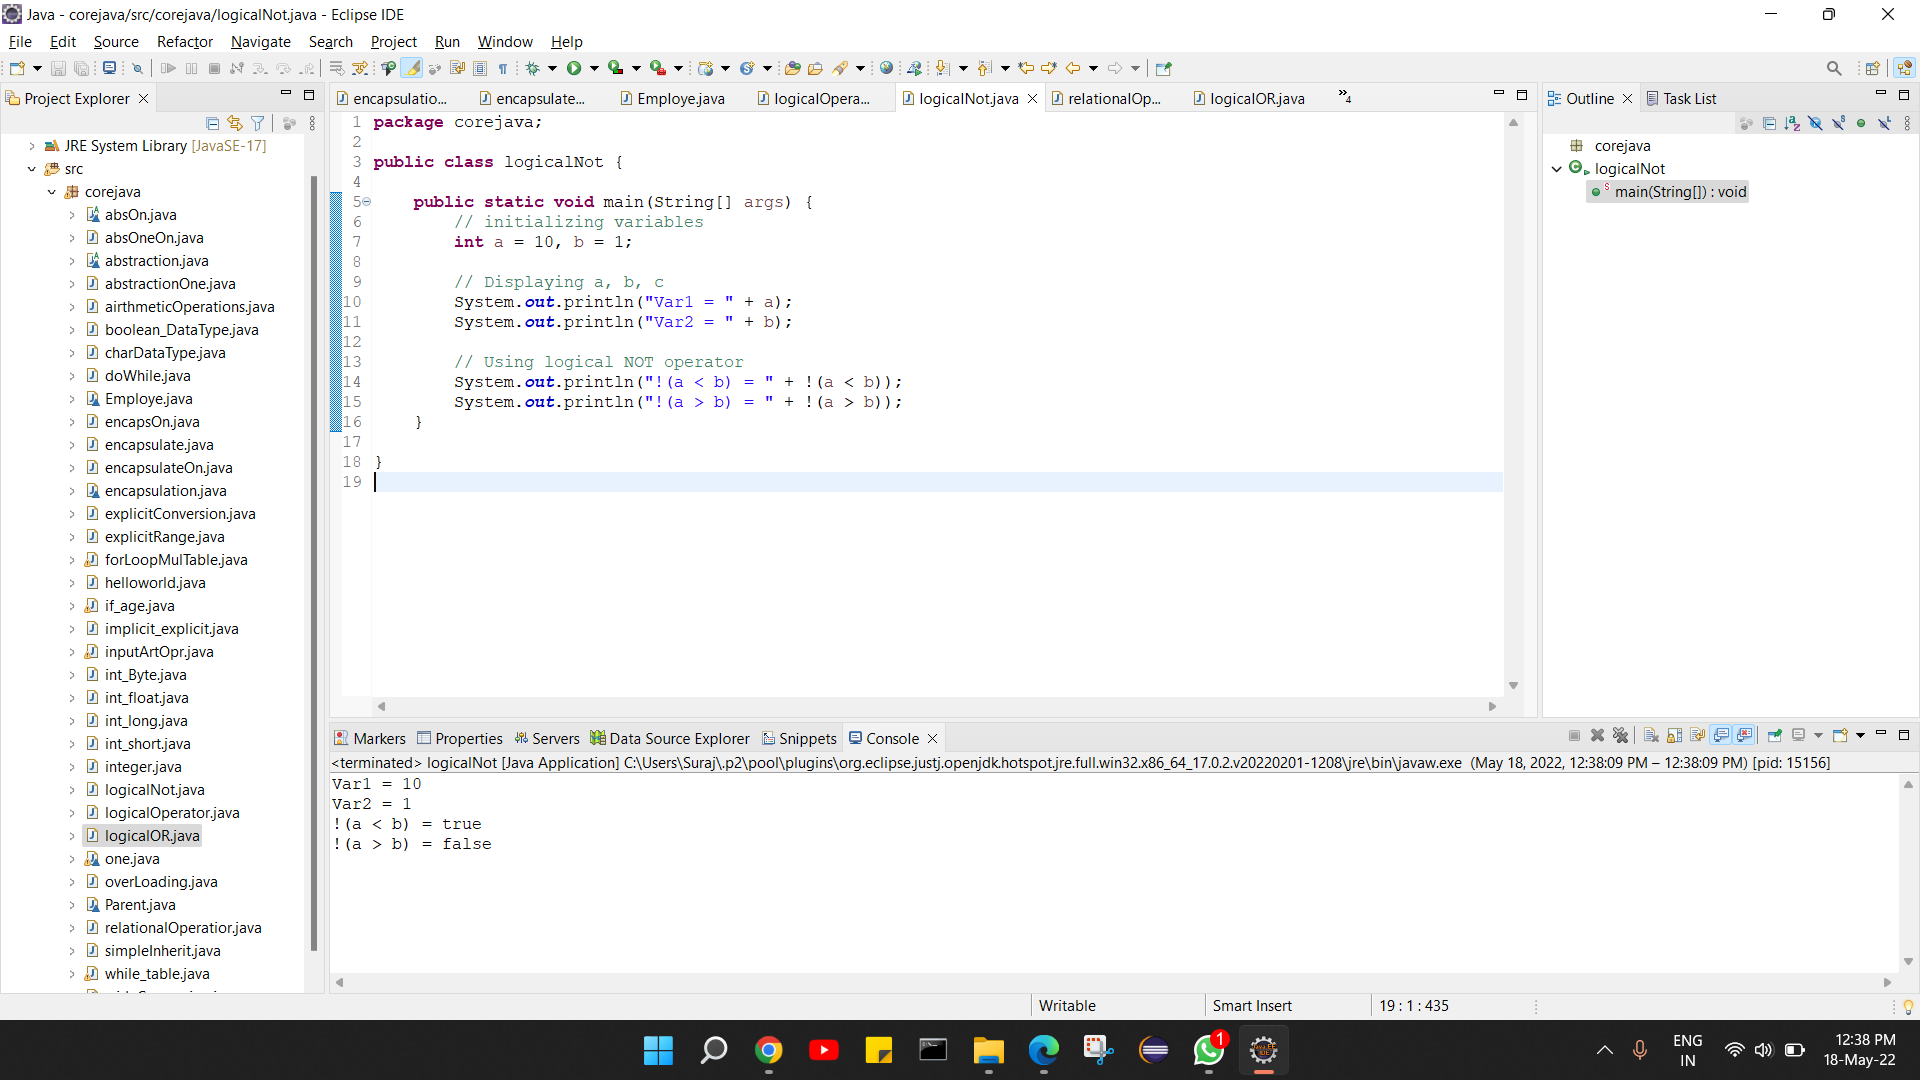 Java - corejava/src/corejava/logicalNot.java - Eclipse IDE
File Edit Source Refactor Navigate Search Project Run Window Help
Project Explorer
JRE System Library [JavaSE-17]
src
corejava
absOn.java
absOneOn.java
abstraction.java
abstractionOne.java
airthmeticOperations.java
boolean_DataType.java
charDataType.java
doWhile.java
Employe.java
encapsOn.java
encapsulate.java
encapsulateOn.java
encapsulation.java
explicitConversion.java
explicitRange.java
forLoopMulTable.java
helloworld.java
if_age.java
implicit_explicit.java
inputArtOpr.java
int_Byte.java
int_float.java
int_long.java
int_short.java
integer.java
logicalNot.java
logicalOperator.java
logicalOR.java
one.java
overLoading.java
Parent.java
relationalOperatior.java
simpleInherit.java
while_table.java
encapsulatio... encapsulate... Employe.java logicalOpera... logicalNot.java relationalOp... logicalOR.java »4
1 package corejava;
2
3 public class logicalNot {
4
5 public static void main(String[] args) {
6 // initializing variables
7 int a = 10, b = 1;
8
9 // Displaying a, b, c
10 System.out.println("Var1 = " + a);
11 System.out.println("Var2 = " + b);
12
13 // Using logical NOT operator
14 System.out.println("!(a < b) = " + !(a < b));
15 System.out.println("!(a > b) = " + !(a > b));
16 }
17
18 }
19
Outline Task List
corejava
logicalNot
main(String[]) : void
Markers Properties Servers Data Source Explorer Snippets Console
<terminated> logicalNot [Java Application] C:\Users\Suraj\.p2\pool\plugins\org.eclipse.justj.openjdk.hotspot.jre.full.win32.x86_64_17.0.2.v20220201-1208\jre\bin\javaw.exe (May 18, 2022, 12:38:09 PM – 12:38:09 PM) [pid: 15156]
Var1 = 10
Var2 = 1
!(a < b) = true
!(a > b) = false
Writable Smart Insert 19 : 1 : 435
1
ENG
IN
12:38 PM
18-May-22